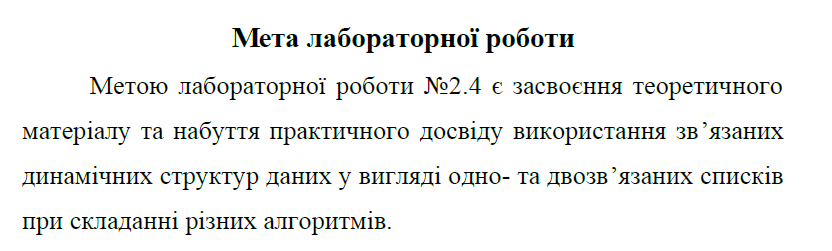 Мета лабораторної роботи
Метою лабораторної роботи №2.4 є засвоєння теоретичного
матеріалу та набуття практичного досвіду використання зв’язаних
динамічних структур даних у вигляді одно- та двозв’язаних списків
при складанні різних алгоритмів.